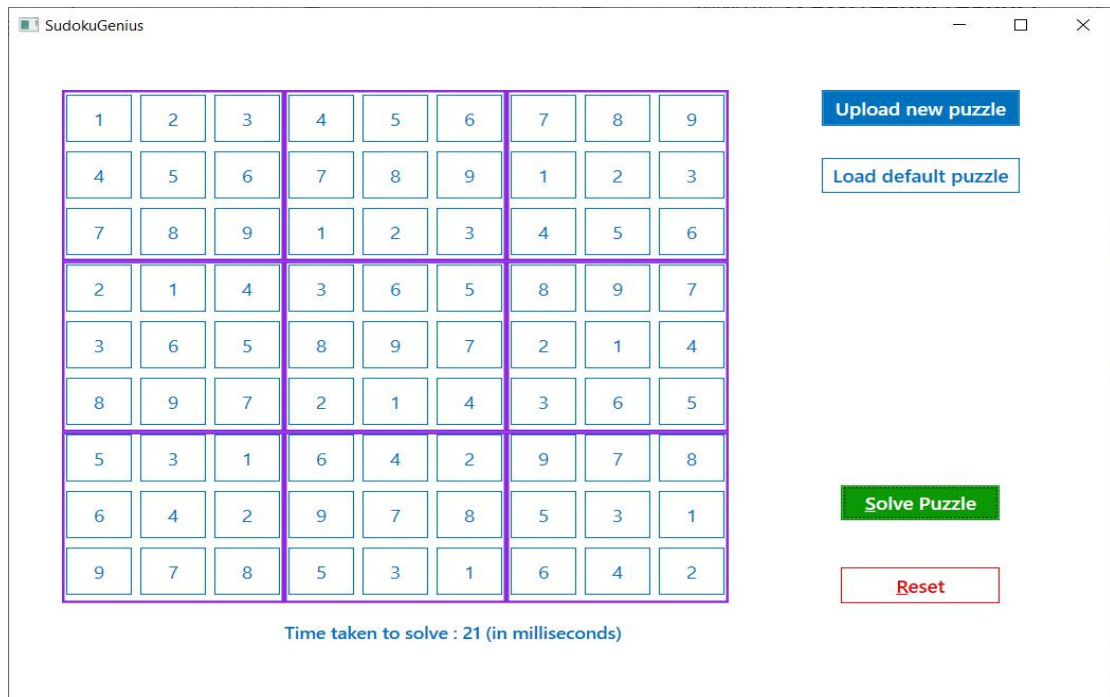 SudokuGenius
1 2 3 4 5 6 7 8 9
Upload new puzzle
4 5 6 7 8 9 1 2 3
Load default puzzle
7 8 9 1 2 3 4 5 6
2 1 4 3 6 5 8 9 7
3 6 5 8 9 7 2 1 4
8 9 7 2 1 4 3 6 5
5 3 1 6 4 2 9 7 8
6 4 2 9 7 8 5 3 1
Solve Puzzle
9 7 8 5 3 1 6 4 2
Reset
Time taken to solve : 21 (in milliseconds)